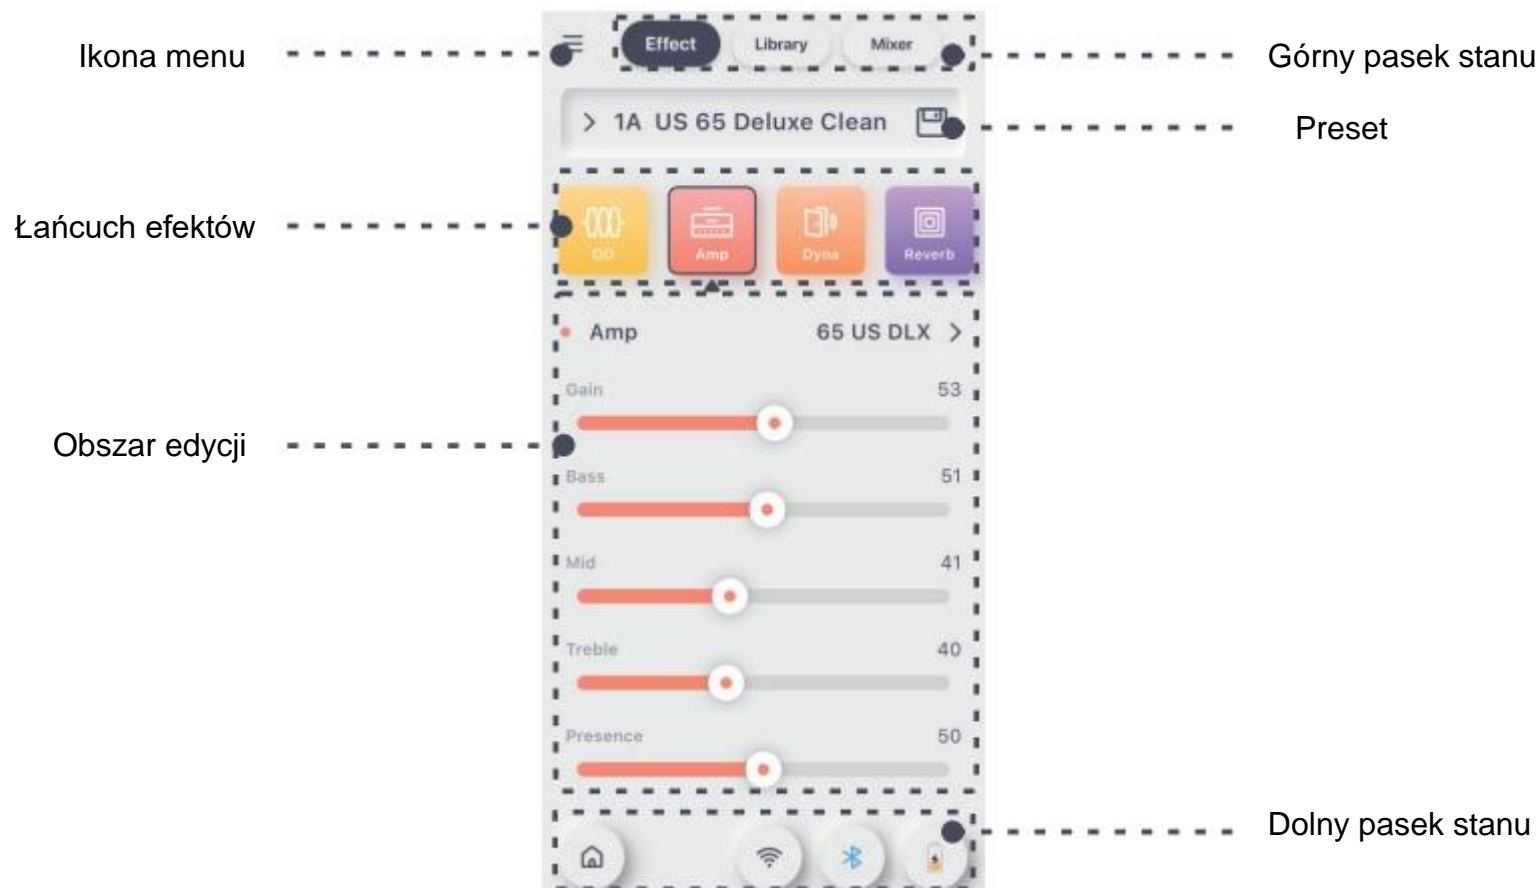 Ikona menu
Effect Library Mixer
Górny pasek stanu
1A US 65 Deluxe Clean
Preset
Łańcuch efektów
OD Amp Dyna Reverb
Amp 65 US DLX
Gain 53
Obszar edycji
Bass 51
Mid 41
Treble 40
Presence 50
Dolny pasek stanu